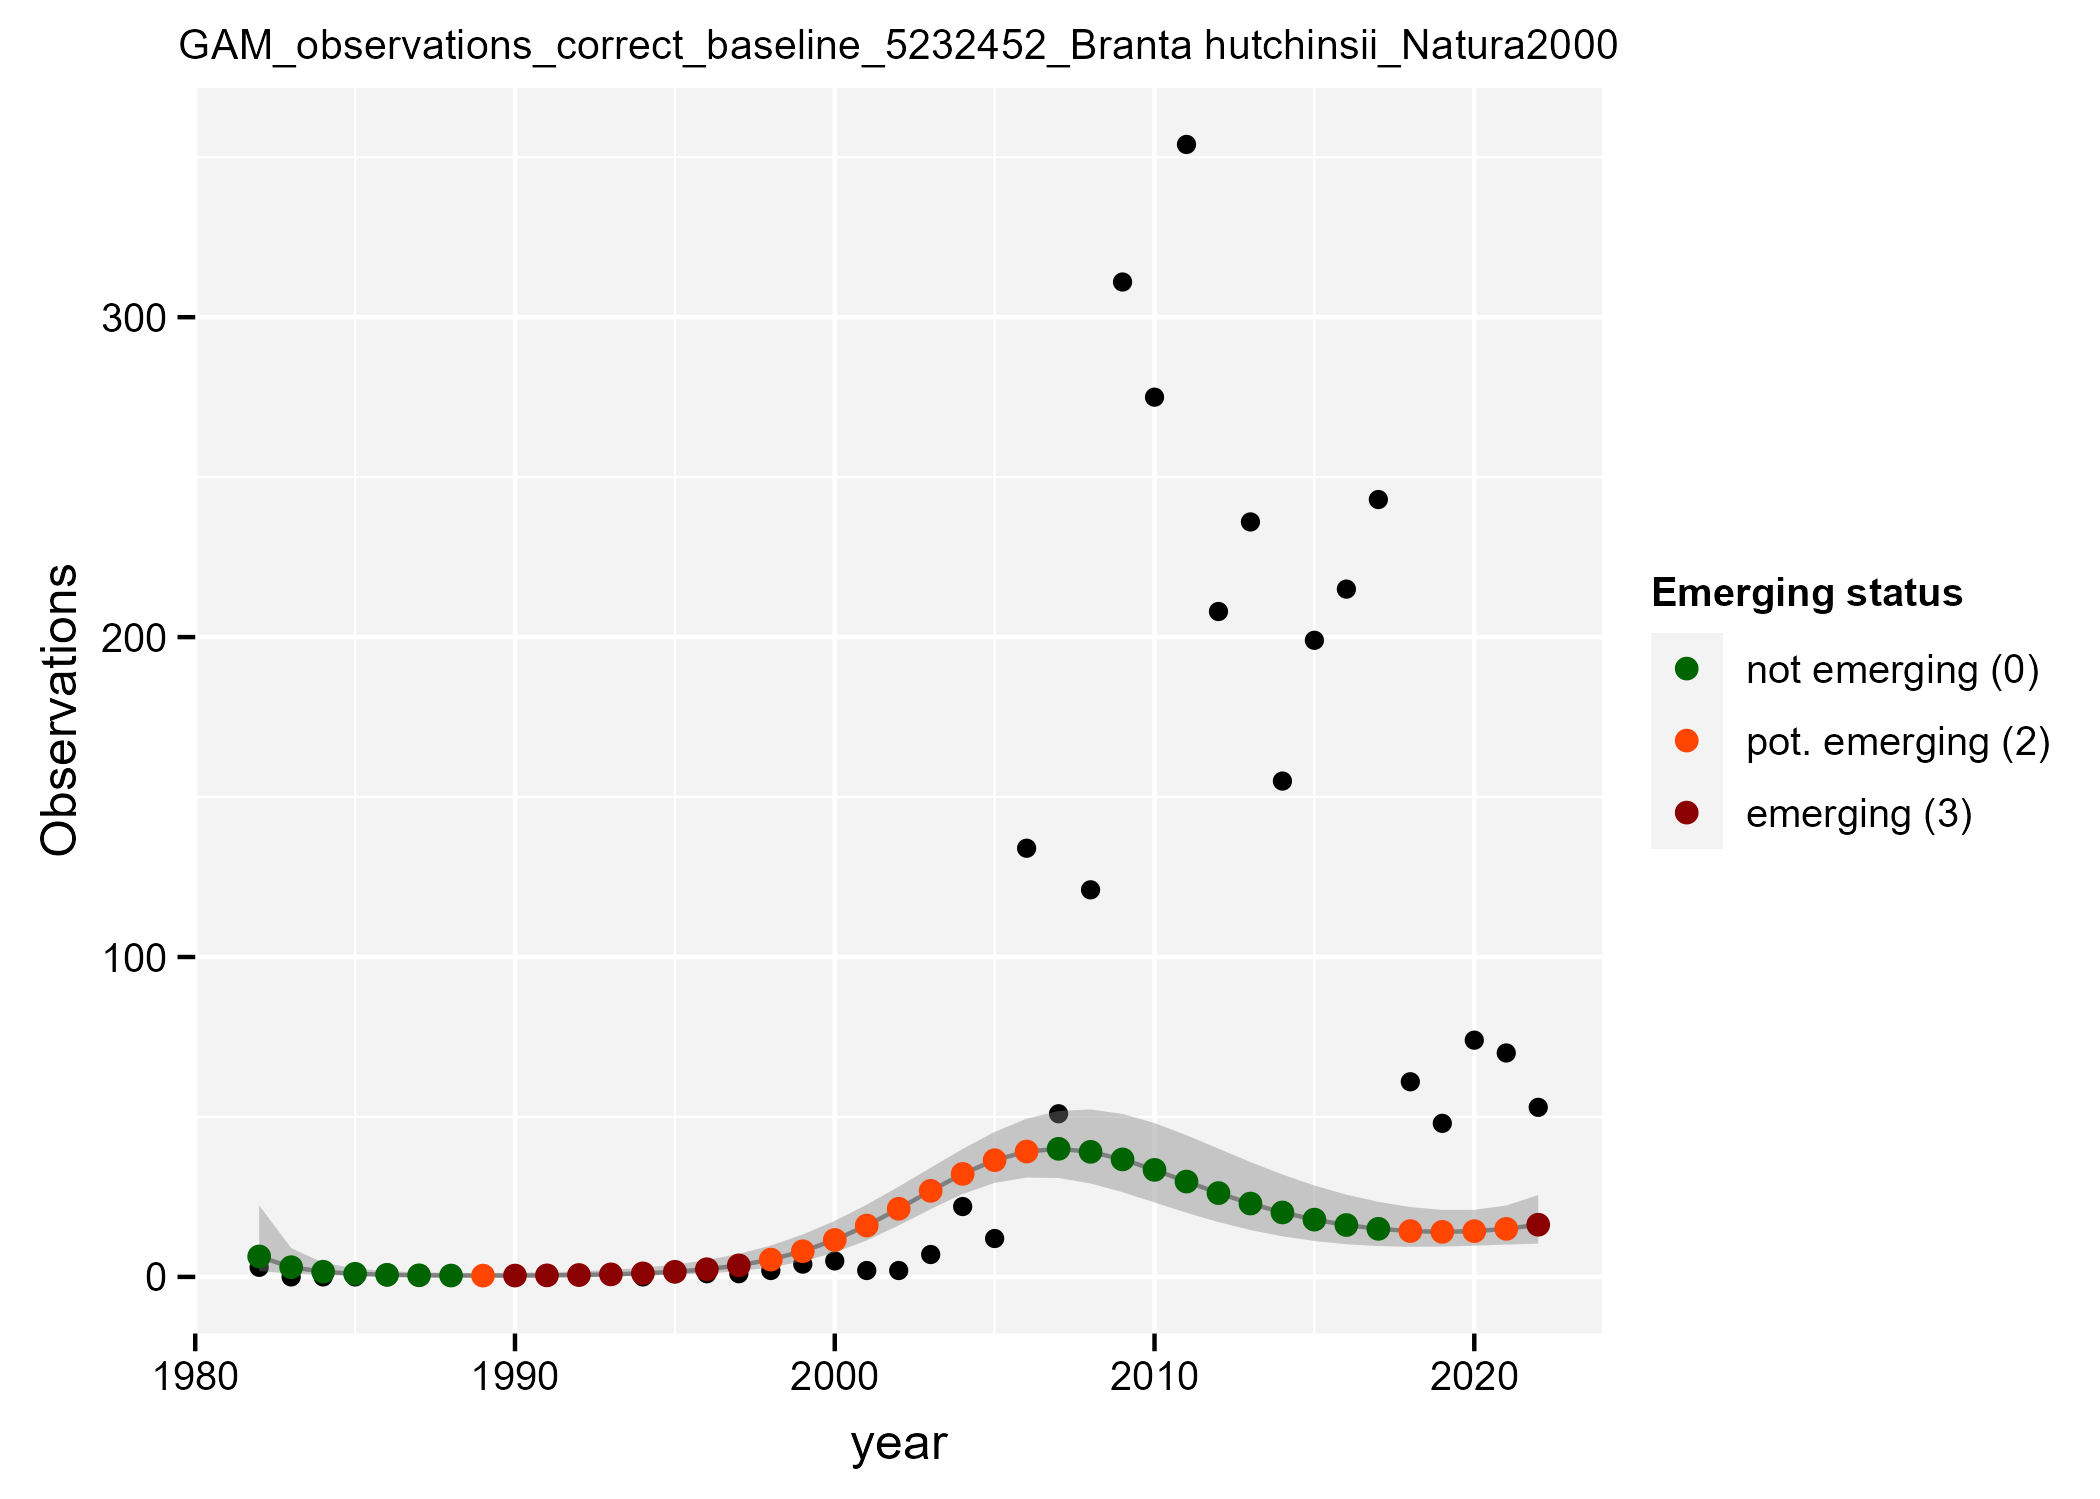 GAM_observations_correct_baseline_5232452_Branta hutchinsii_Natura2000
Observations
300
200
100
0
1980 1990 2000 2010 2020
year
Emerging status
not emerging (0)
pot. emerging (2)
emerging (3)